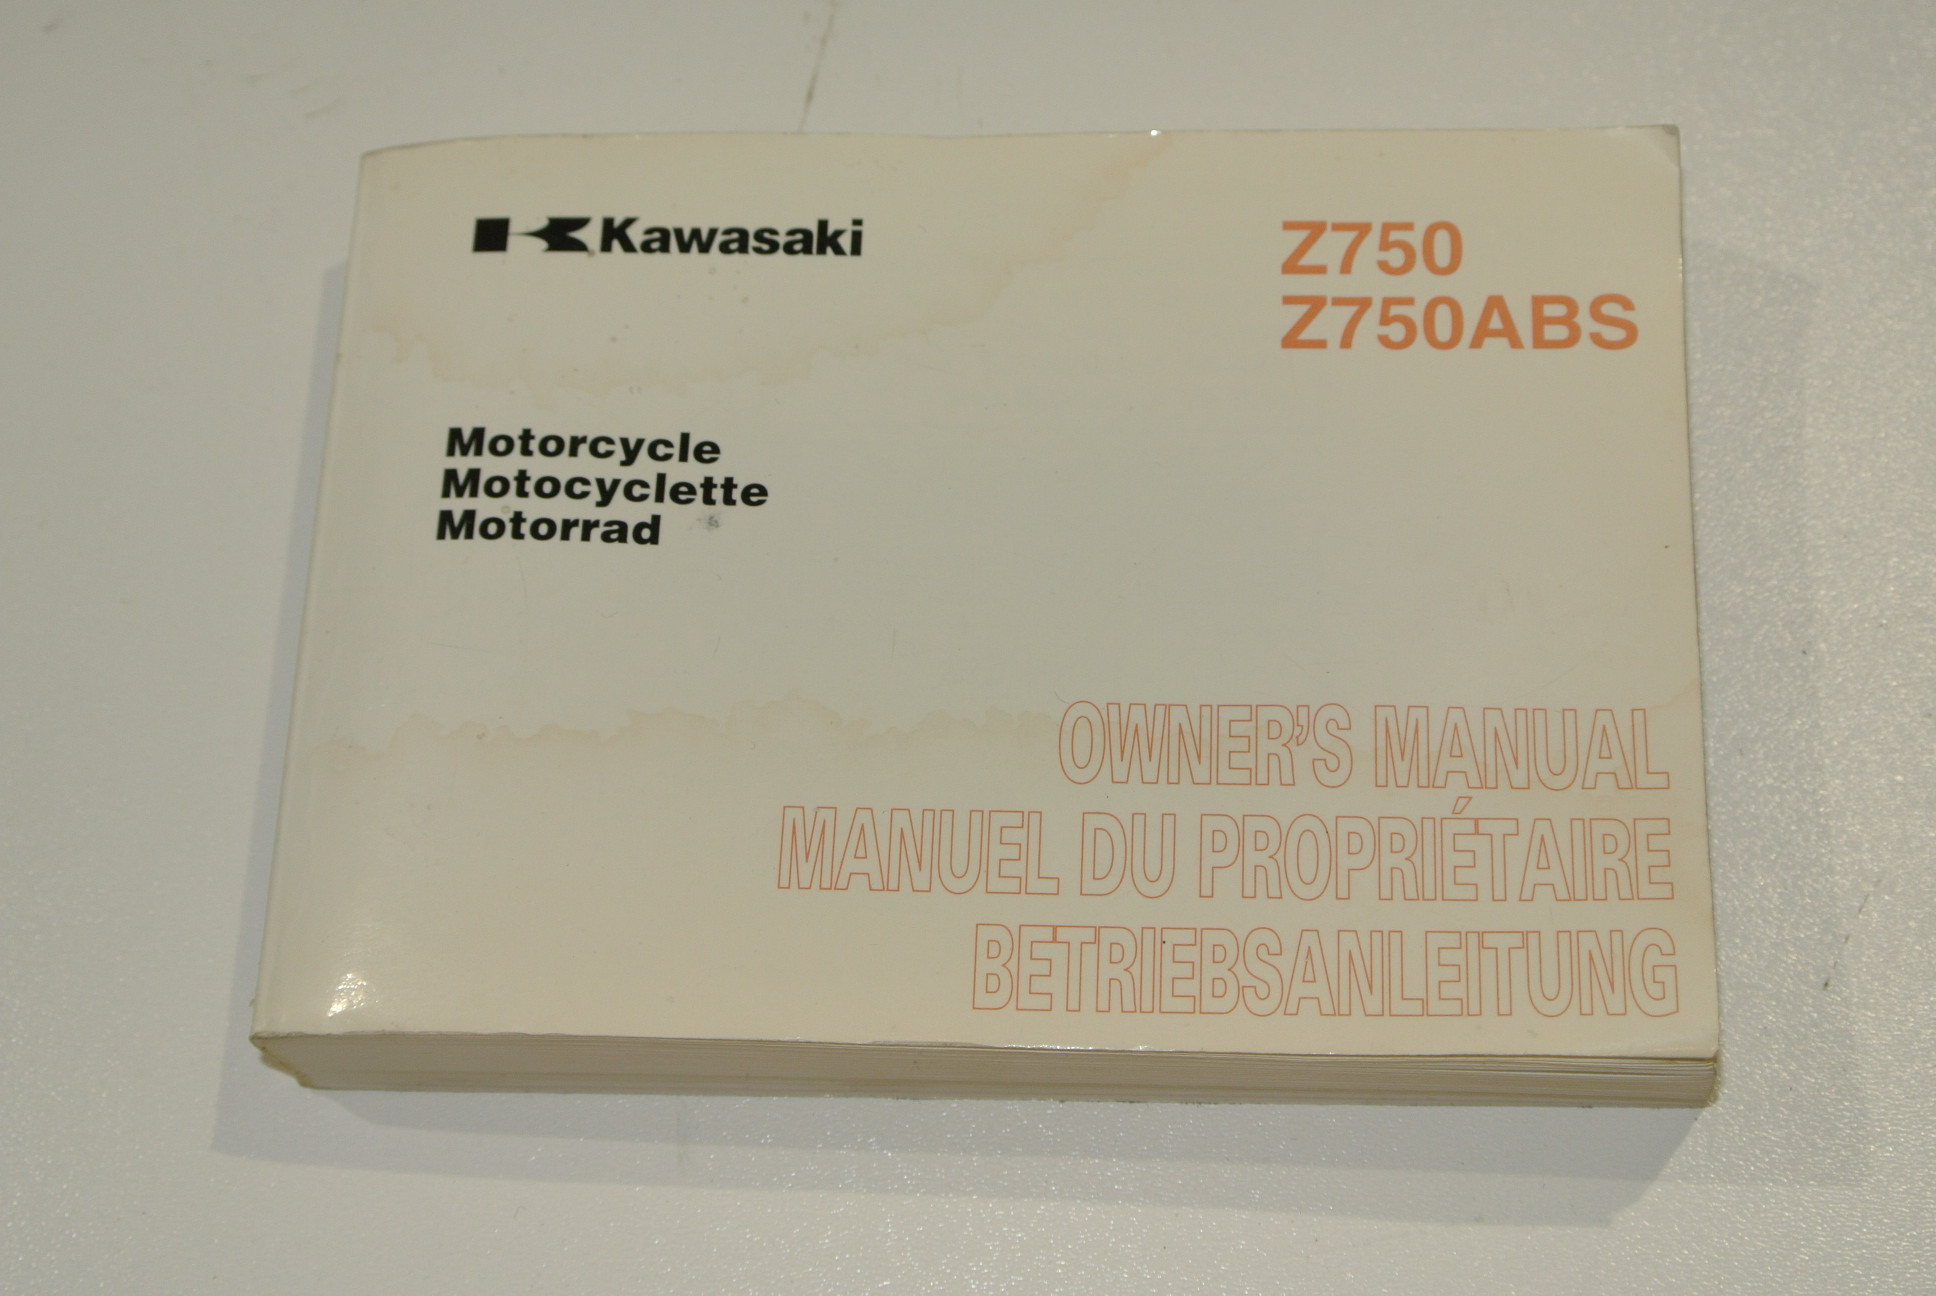 Kawasaki
Z750
Z750ABS
Motorcycle
Motocyclette
Motorrad
OWNER'S MANUAL
MANUEL DU PROPRIÉTAIRE
BETRIEBSANLEITUNG